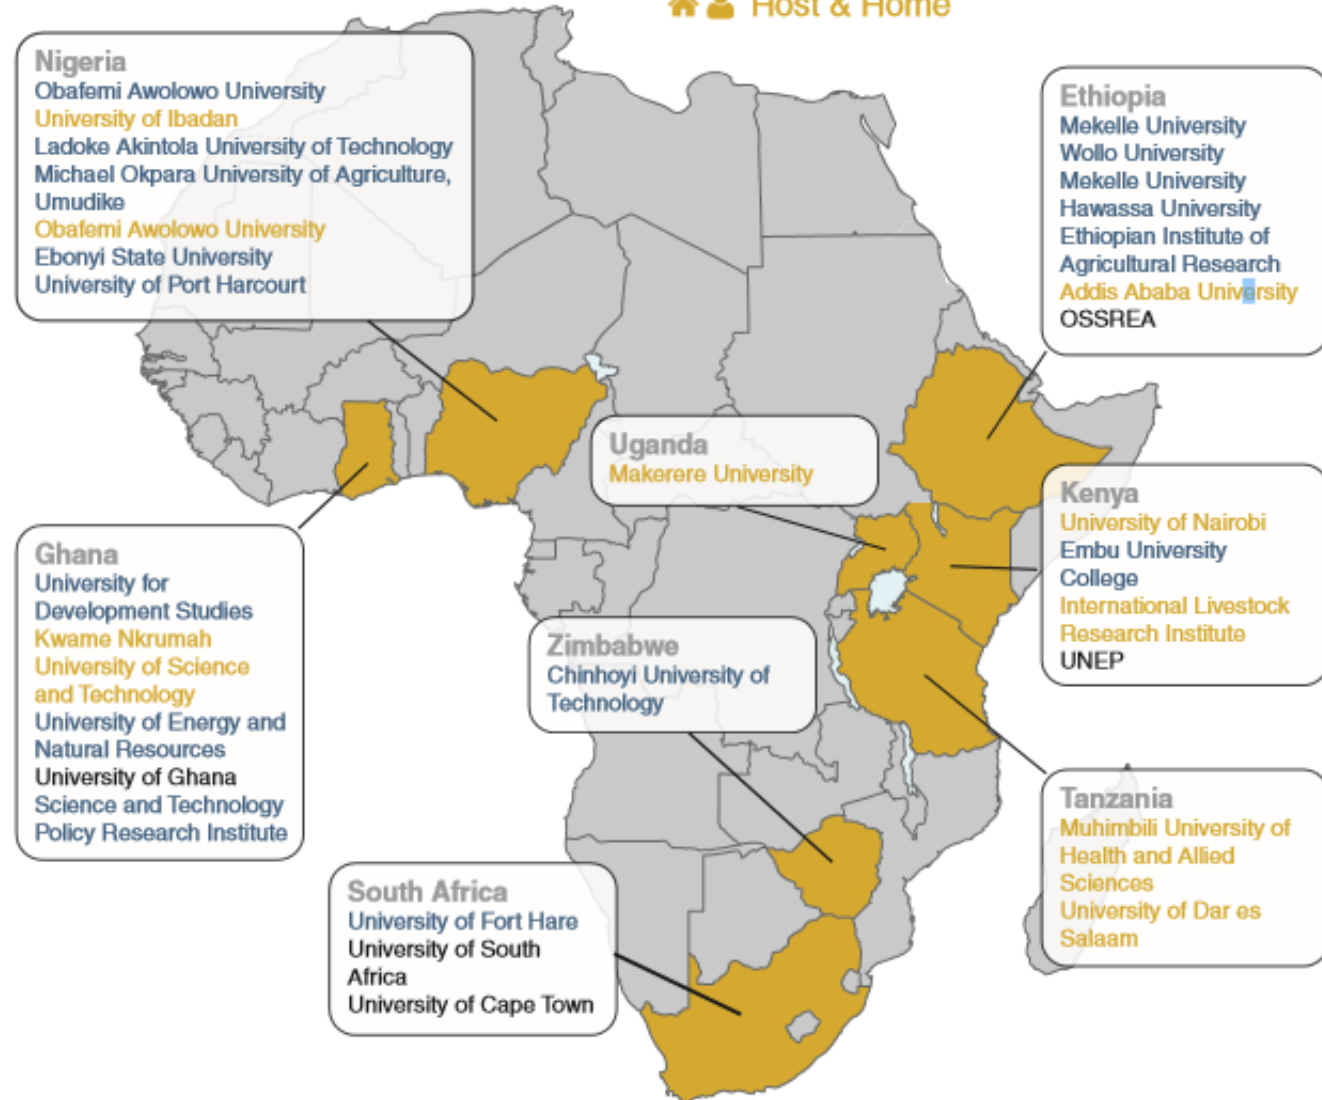 Host & Home
Nigeria
Obafemi Awolowo University
University of Ibadan
Ladoke Akintola University of Technology
Michael Okpara University of Agriculture,
Umudike
Obafemi Awolowo University
Ebonyi State University
University of Port Harcourt
Ethiopia
Mekelle University
Wollo University
Mekelle University
Hawassa University
Ethiopian Institute of
Agricultural Research
Addis Ababa University
OSSREA
Uganda
Makerere University
Kenya
University of Nairobi
Embu University
College
International Livestock
Research Institute
UNEP
Ghana
University for
Development Studies
Kwame Nkrumah
University of Science
and Technology
University of Energy and
Natural Resources
University of Ghana
Science and Technology
Policy Research Institute
Zimbabwe
Chinhoyi University of
Technology
Tanzania
Muhimbili University of
Health and Allied
Sciences
University of Dar es
Salaam
South Africa
University of Fort Hare
University of South
Africa
University of Cape Town